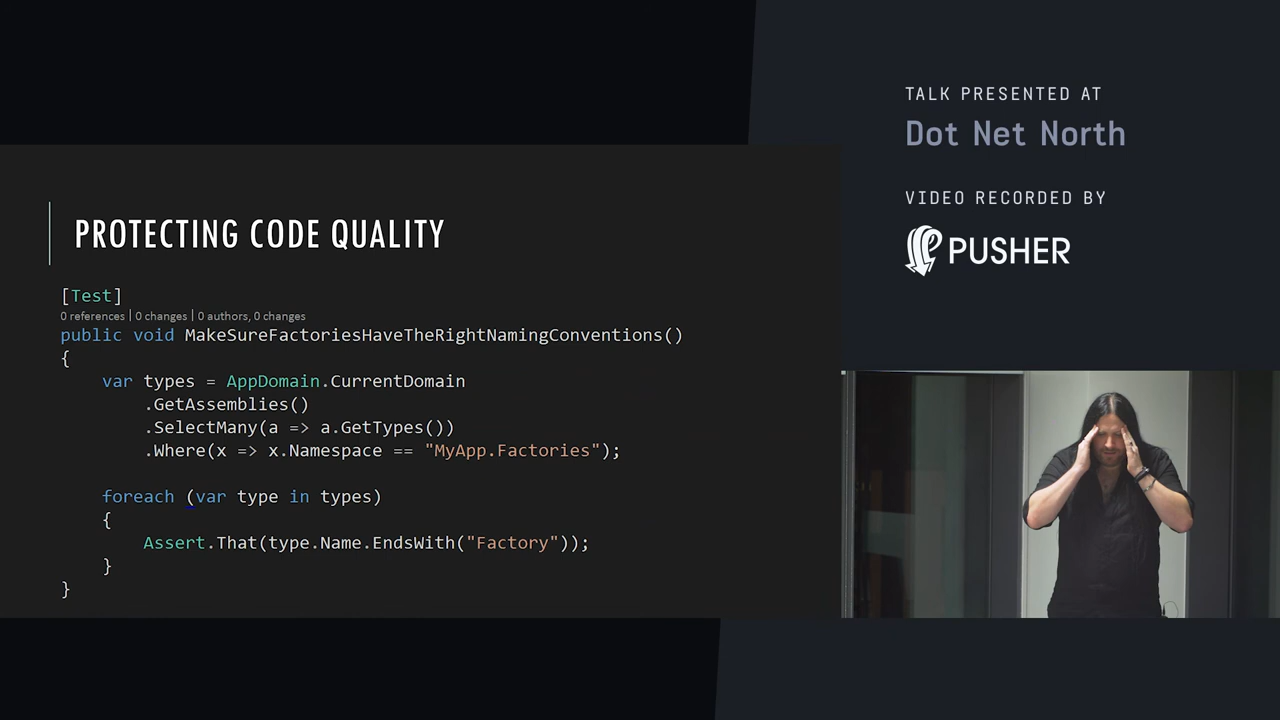 TALK PRESENTED AT
Dot Net North
VIDEO RECORDED BY
PUSHER
PROTECTING CODE QUALITY
[Test]
0 references | 0 changes | 0 authors, 0 changes
public void MakeSureFactoriesHaveTheRightNamingConventions()
{
    var types = AppDomain.CurrentDomain
        .GetAssemblies()
        .SelectMany(a => a.GetTypes())
        .Where(x => x.Namespace == "MyApp.Factories");
    foreach (var type in types)
    {
        Assert.That(type.Name.EndsWith("Factory"));
    }
}